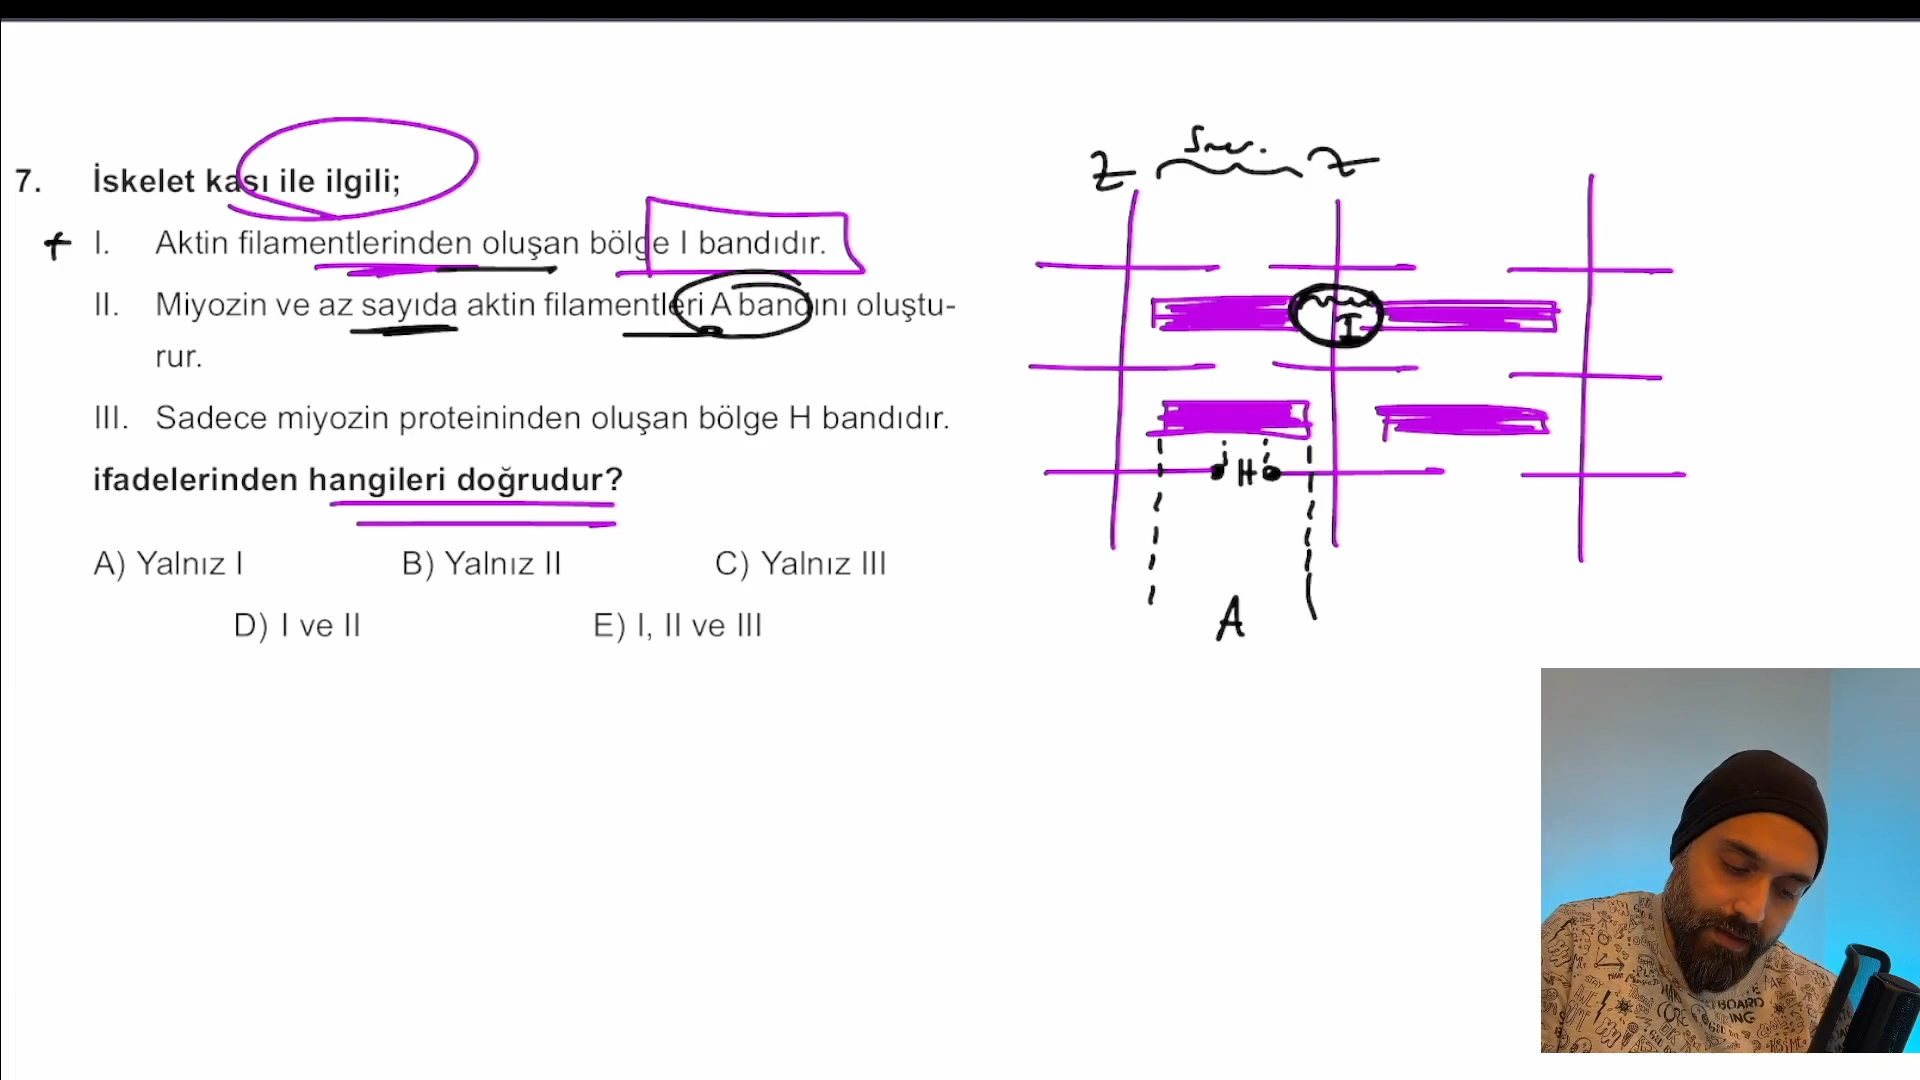 7. İskelet kası ile ilgili;
+ I. Aktin filamentlerinden oluşan bölge I bandıdır.
II. Miyozin ve az sayıda aktin filamentleri A bandını oluştu-
rur.
III. Sadece miyozin proteininden oluşan bölge H bandıdır.
ifadelerinden hangileri doğrudur?
A) Yalnız I B) Yalnız II C) Yalnız III
D) I ve II E) I, II ve III
Z Z
I
H
A